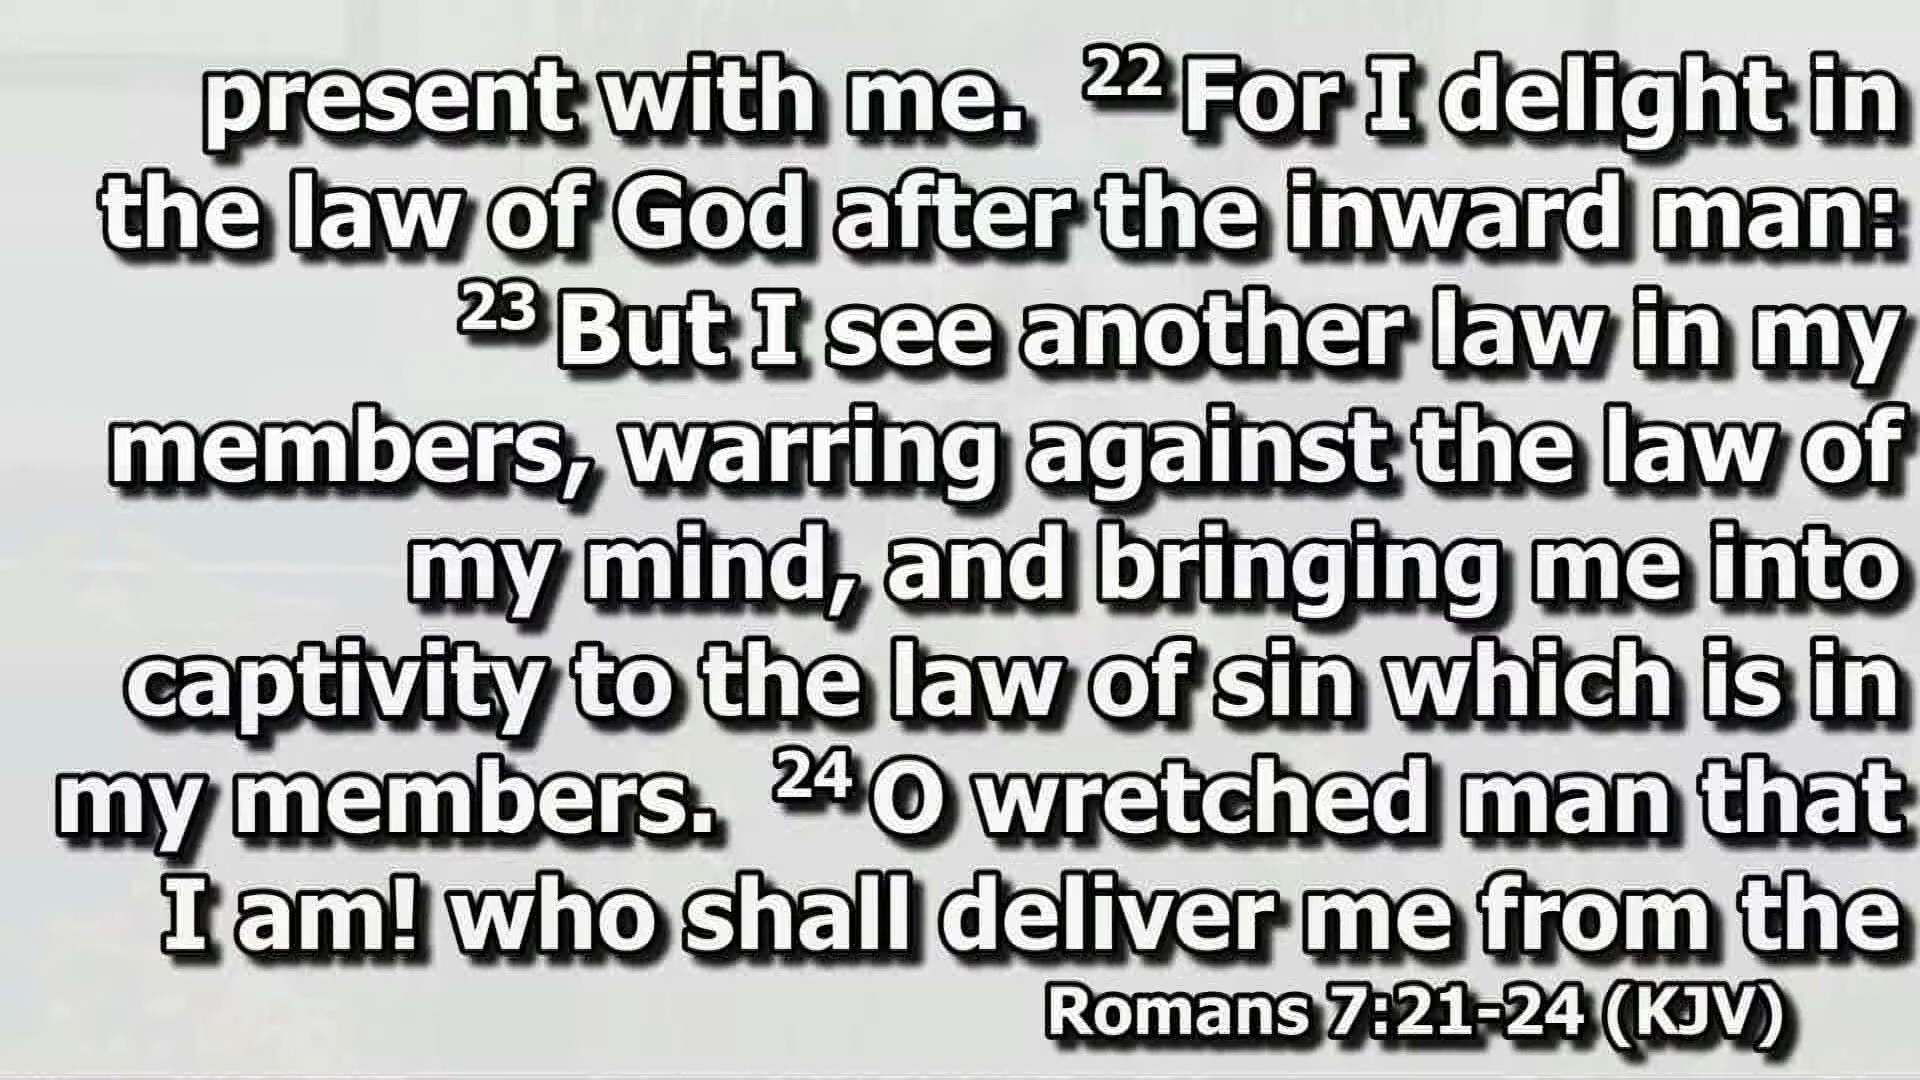 present with me. 22 For I delight in
the law of God after the inward man:
23 But I see another law in my
members, warring against the law of
my mind, and bringing me into
captivity to the law of sin which is in
my members. 24 O wretched man that
I am! who shall deliver me from the
Romans 7:21-24 (KJV)